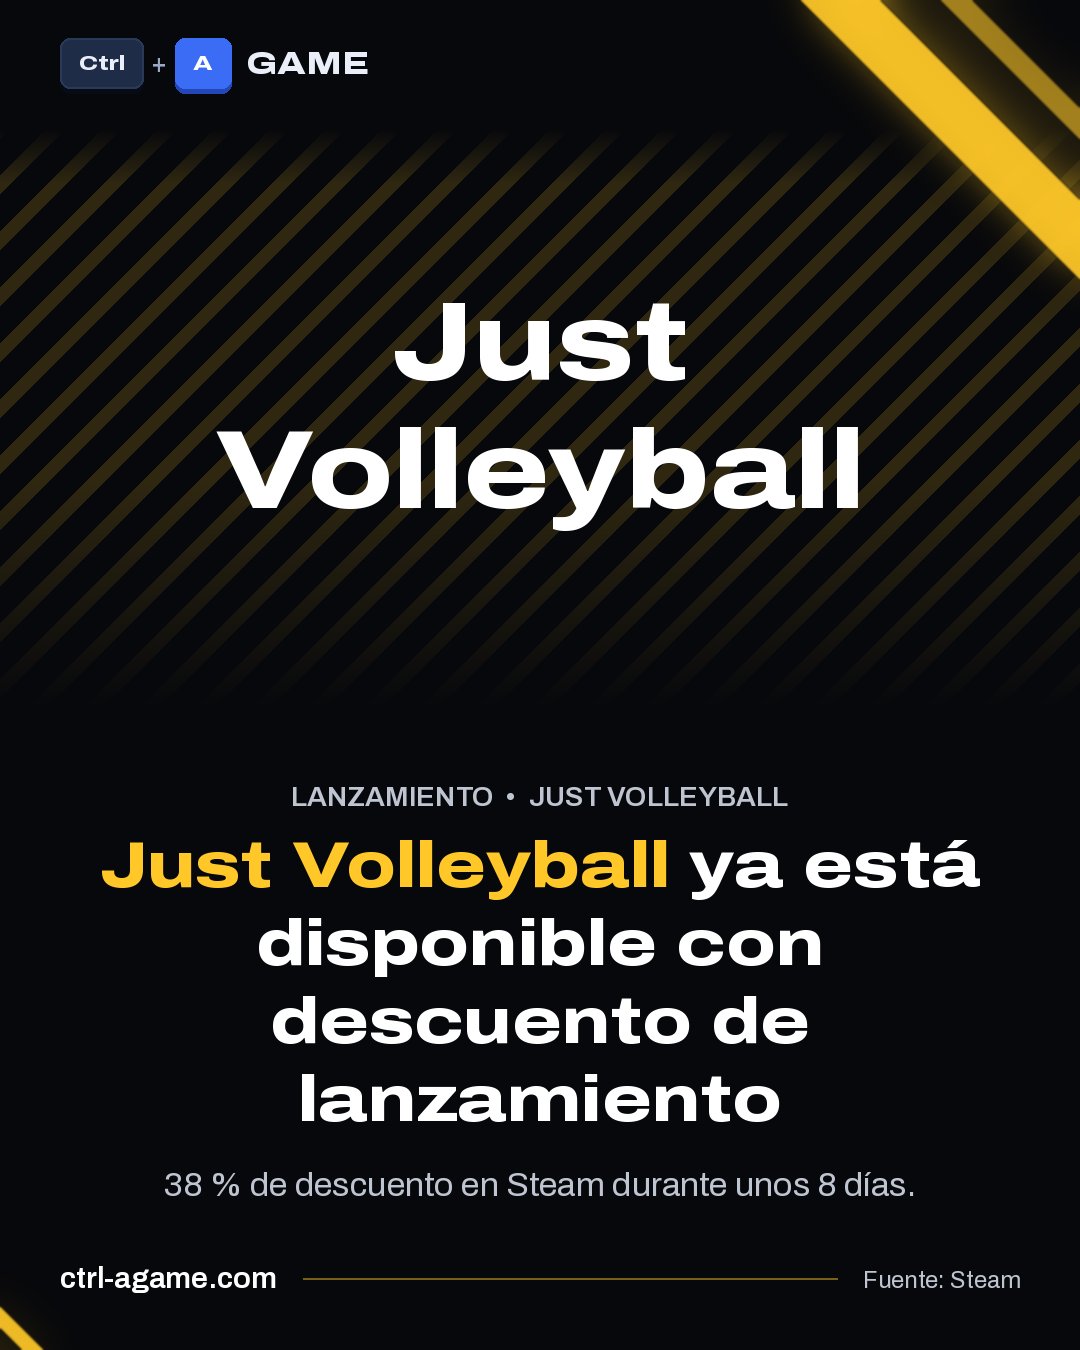 Ctrl + A GAME
Just
Volleyball
LANZAMIENTO • JUST VOLLEYBALL
Just Volleyball ya está
disponible con
descuento de
lanzamiento
38 % de descuento en Steam durante unos 8 días.
ctrl-agame.com
Fuente: Steam